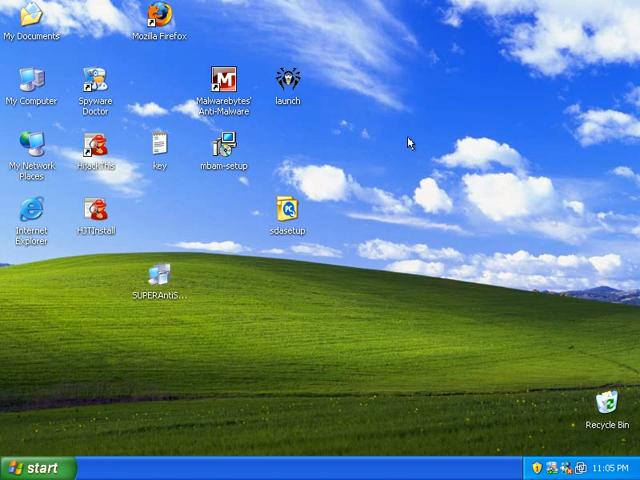 My Documents
Mozilla Firefox
My Computer
Spyware
Doctor
Malwarebytes'
Anti-Malware
launch
My Network
Places
HijackThis
key
mbam-setup
Internet
Explorer
HJTInstall
sdasetup
SUPERAntiS...
Recycle Bin
start
11:05 PM